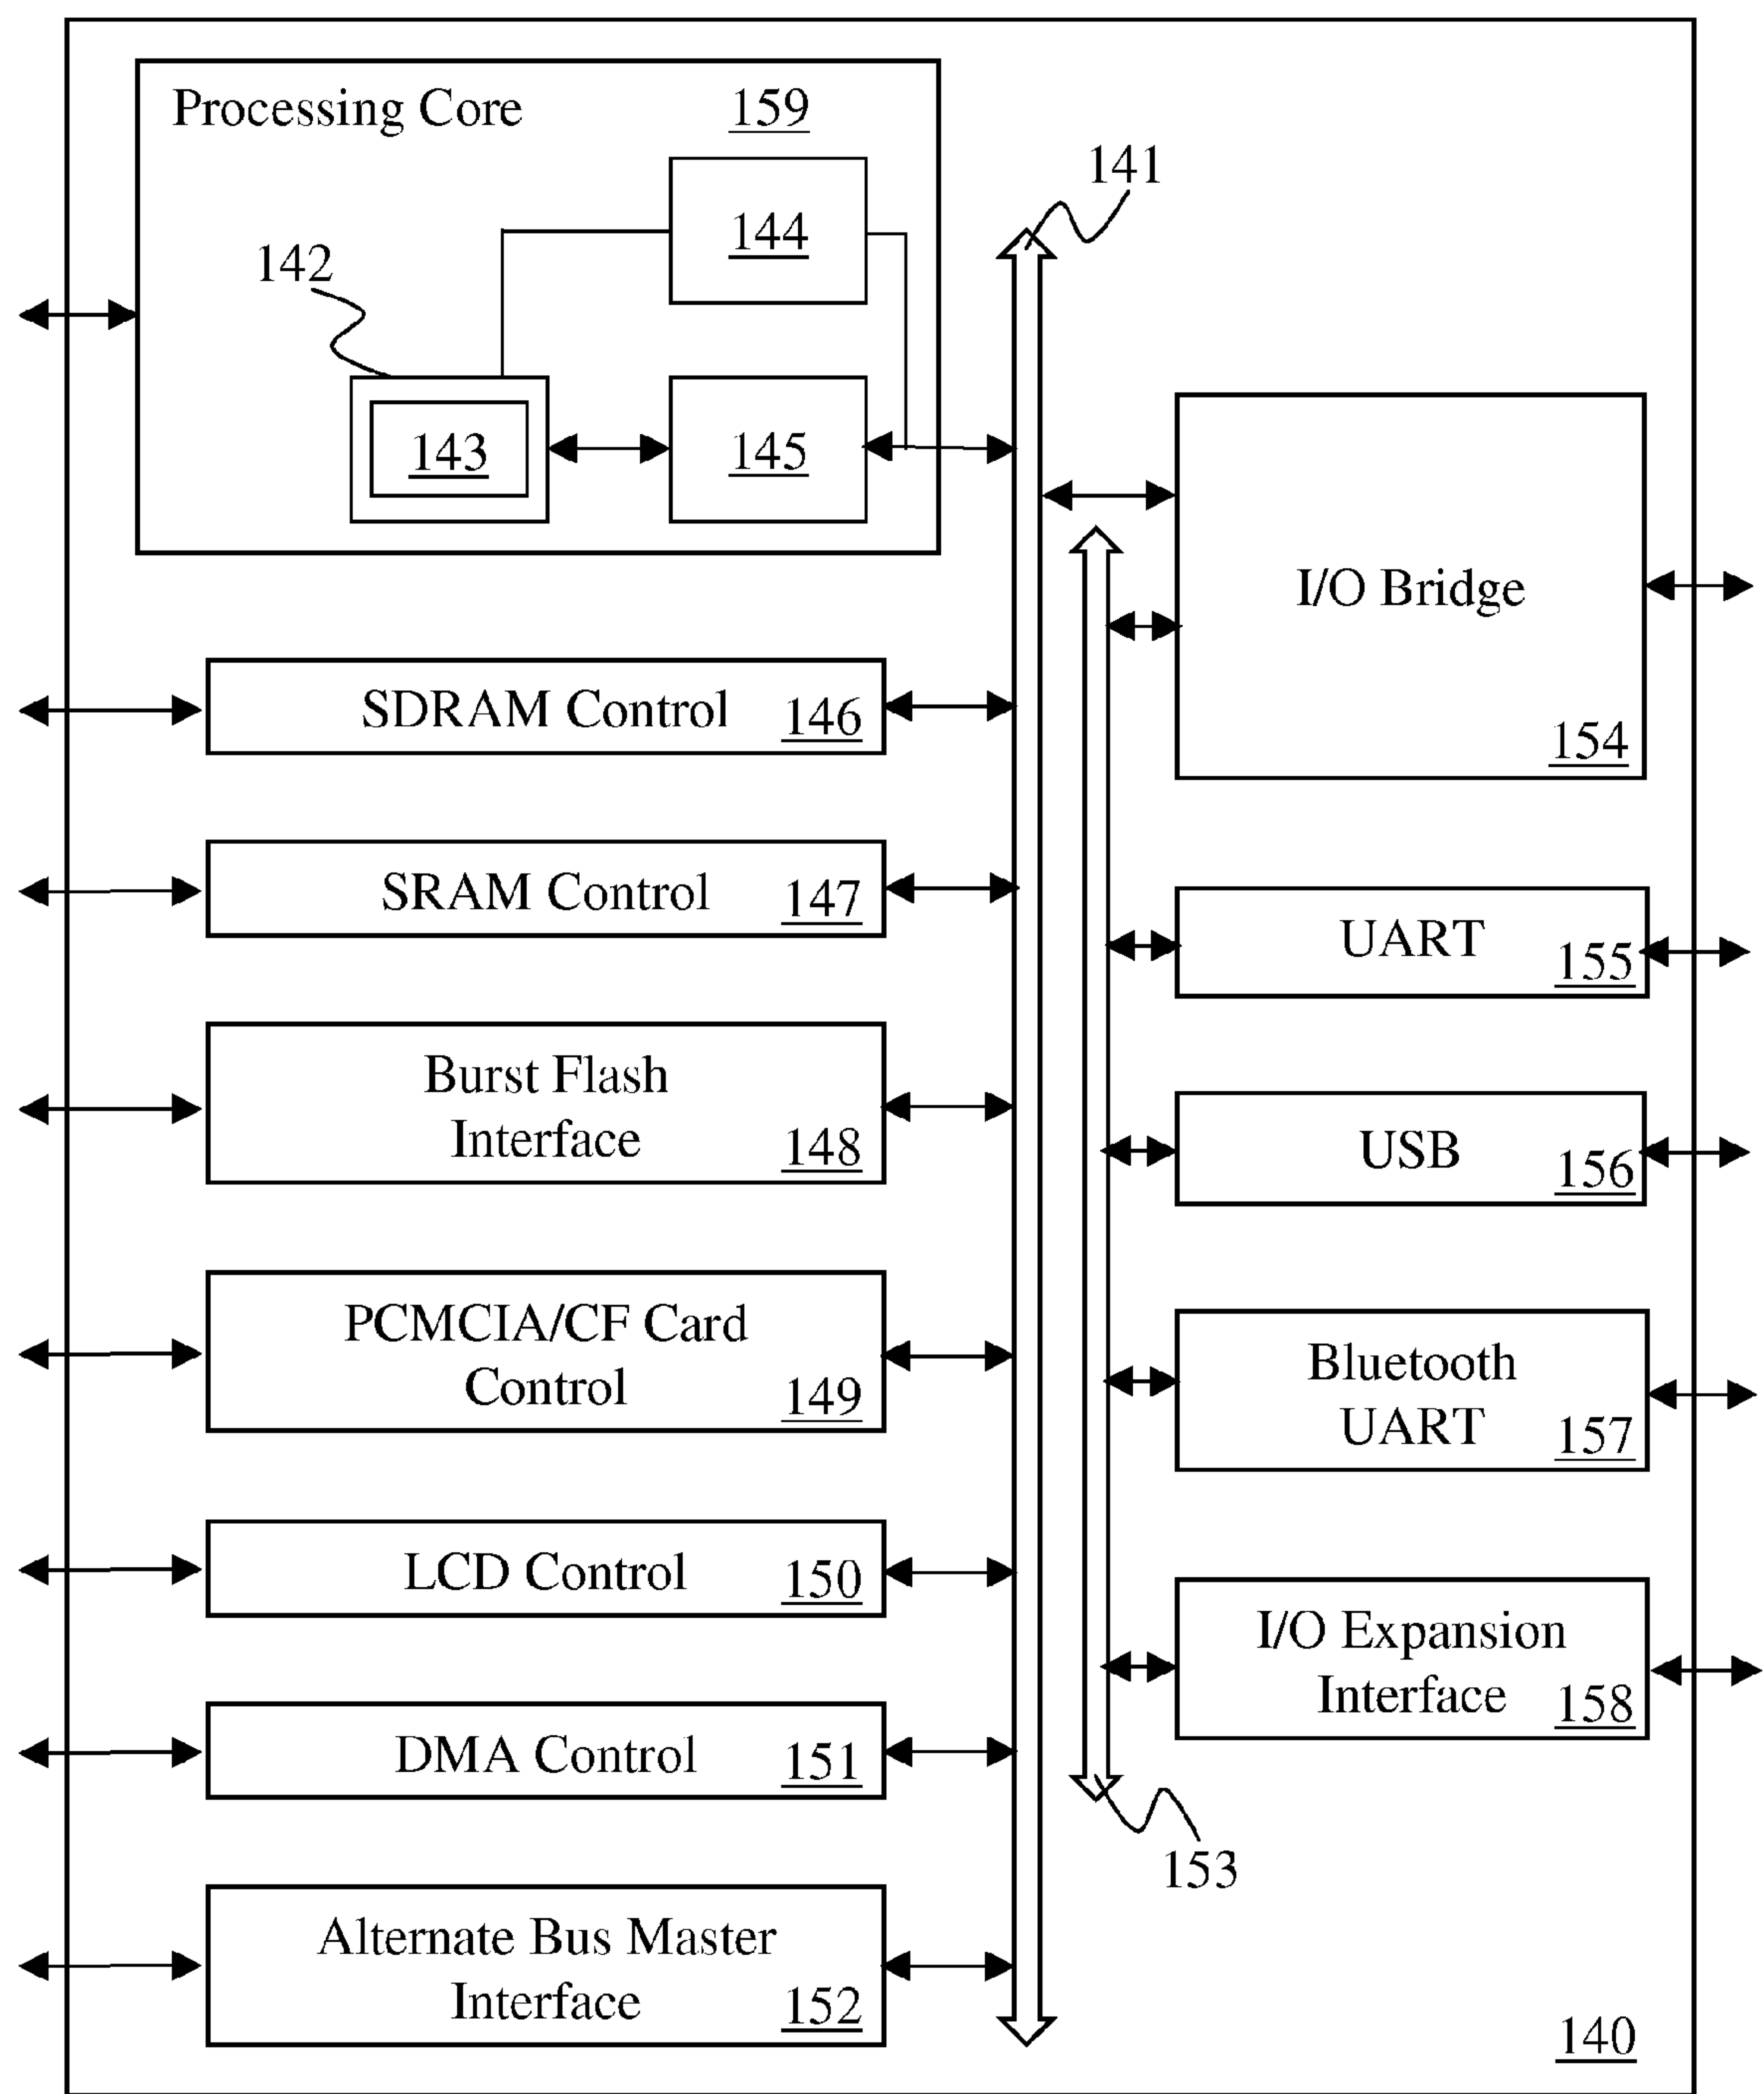 Processing Core 159
144
142
143
145
141
SDRAM Control 146
SRAM Control 147
Burst Flash
Interface 148
PCMCIA/CF Card
Control 149
LCD Control 150
DMA Control 151
Alternate Bus Master
Interface 152
I/O Bridge
154
UART 155
USB 156
Bluetooth
UART 157
I/O Expansion
Interface 158
153
140